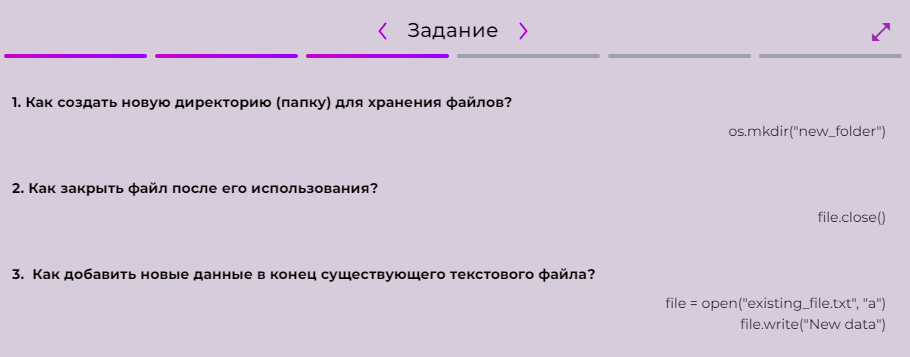 Задание
1. Как создать новую директорию (папку) для хранения файлов?
os.mkdir("new_folder")
2. Как закрыть файл после его использования?
file.close()
3. Как добавить новые данные в конец существующего текстового файла?
file = open("existing_file.txt", "a")
file.write("New data")